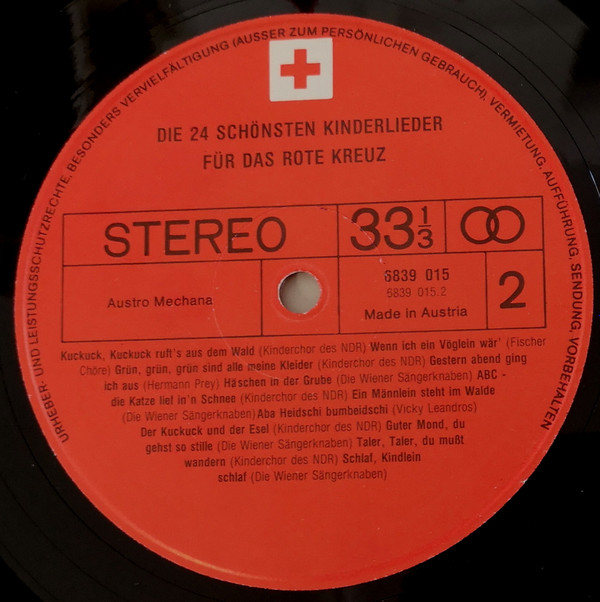 URHEBER- UND LEISTUNGSSCHUTZRECHTE, BESONDERS VERVIELFÄLTIGUNG (AUSSER ZUM PERSÖNLICHEN GEBRAUCH), VERMIETUNG, AUFFÜHRUNG, SENDUNG, VORBEHALTEN
DIE 24 SCHÖNSTEN KINDERLIEDER
FÜR DAS ROTE KREUZ
STEREO 33 1/3
Austro Mechana 6839 015
6839 015.2
Made in Austria 2
Kuckuck, Kuckuck ruft's aus dem Wald (Kinderchor des NDR) Wenn ich ein Vöglein wär' (Fischer
Chöre) Grün, grün, grün sind alle meine Kleider (Kinderchor des NDR) Gestern abend ging
ich aus (Hermann Prey) Häschen in der Grube (Die Wiener Sängerknaben) ABC -
die Katze lief in'n Schnee (Kinderchor des NDR) Ein Männlein steht im Walde
(Die Wiener Sängerknaben) Aba Heidschi bumbeidschi (Vicky Leandros)
Der Kuckuck und der Esel (Kinderchor des NDR) Guter Mond, du
gehst so stille (Die Wiener Sängerknaben) Taler, Taler, du mußt
wandern (Kinderchor des NDR) Schlaf, Kindlein
schlaf (Die Wiener Sängerknaben)